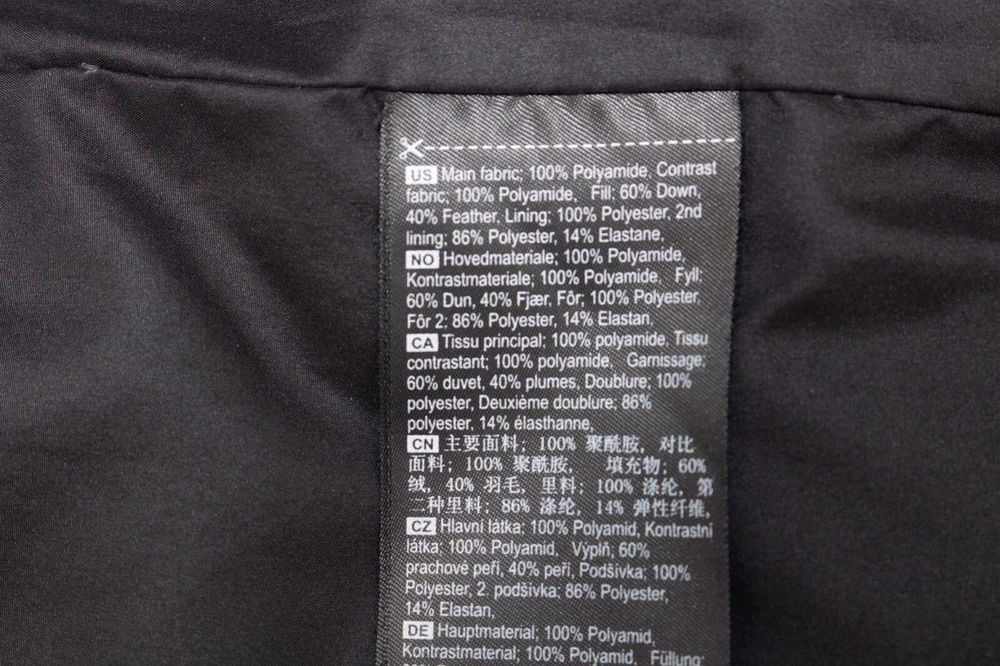 US Main fabric; 100% Polyamide, Contrast
fabric; 100% Polyamide, Fill: 60% Down,
40% Feather, Lining; 100% Polyester, 2nd
lining; 86% Polyester, 14% Elastane,
NO Hovedmateriale; 100% Polyamide,
Kontrastmateriale; 100% Polyamide, Fyll:
60% Dun, 40% Fjær, Fôr; 100% Polyester,
Fôr 2; 86% Polyester, 14% Elastan,
CA Tissu principal; 100% polyamide, Tissu
contrastant; 100% polyamide, Garnissage:
60% duvet, 40% plumes, Doublure; 100%
polyester, Deuxième doublure; 86%
polyester, 14% élasthanne,
CN 主要面料; 100% 聚酰胺, 对比
面料; 100% 聚酰胺, 填充物; 60%
绒, 40% 羽毛, 里料; 100% 涤纶, 第
二种里料; 86% 涤纶, 14% 弹性纤维,
CZ Hlavní látka; 100% Polyamid, Kontrastní
látka; 100% Polyamid, Výplň; 60%
prachové peří, 40% peří, Podšívka; 100%
Polyester, 2. podšívka; 86% Polyester,
14% Elastan,
DE Hauptmaterial; 100% Polyamid,
Kontrastmaterial; 100% Polyamid, Füllung: